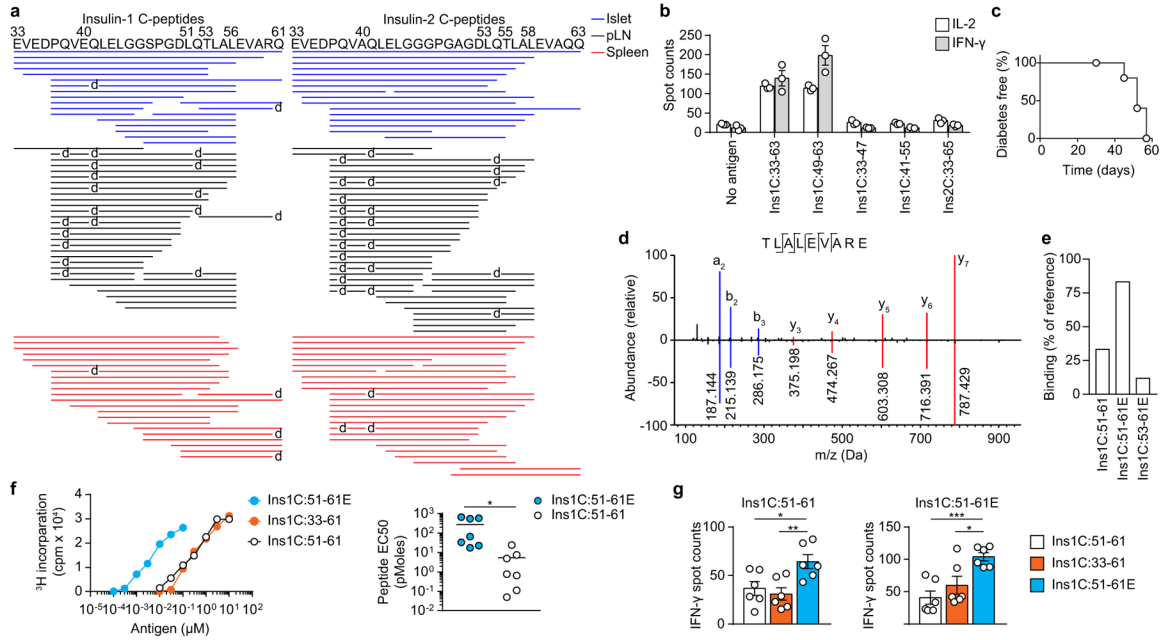 a
Insulin-1 C-peptides
33 40 51 53 56 61
EVEDPQVEQLELGGSPGDLQTLALEVARQ
d
d
d d
d
d
d
d d
d
d
d d
d
d
d
d
d
d
d
d
d
d
d
Insulin-2 C-peptides
33 40 53 55 58 63
EVEDPQVAQLELGGGPGAGDLQTLALEVAQQ
d
d
d
d d
d d
d d
d d
d d
d d
d d
d d
d
d d
d
d d
Islet
pLN
Spleen
b
Spot counts
250
200
150
100
50
0
IL-2
IFN-γ
No antigen
Ins1C:33-63
Ins1C:49-63
Ins1C:33-47
Ins1C:41-55
Ins2C:33-65
c
Diabetes free (%)
100
50
0
0 20 40 60
Time (days)
d
TLALEVARE
Abundance (relative)
100
50
0
-50
-100
a2
b2
b3
y3
y4
y5
y6
y7
187.144
215.139
286.175
375.198
474.267
603.308
716.391
787.429
100 300 500 700 900
m/z (Da)
e
Binding (% of reference)
100
75
50
25
0
Ins1C:51-61
Ins1C:51-61E
Ins1C:53-61E
f
³H incorparation
(cpm x 10⁴)
4
3
2
1
0
10-5 10-4 10-3 10-2 10-1 100 101 102
Antigen (µM)
Ins1C:51-61E
Ins1C:33-61
Ins1C:51-61
Peptide EC50
(pMoles)
10³
10²
10¹
10⁰
10-1
10-2
*
Ins1C:51-61E
Ins1C:51-61
g
Ins1C:51-61
IFN-γ spot counts
100
50
0
*
**
Ins1C:51-61E
IFN-γ spot counts
150
100
50
***
*
Ins1C:51-61
Ins1C:33-61
Ins1C:51-61E